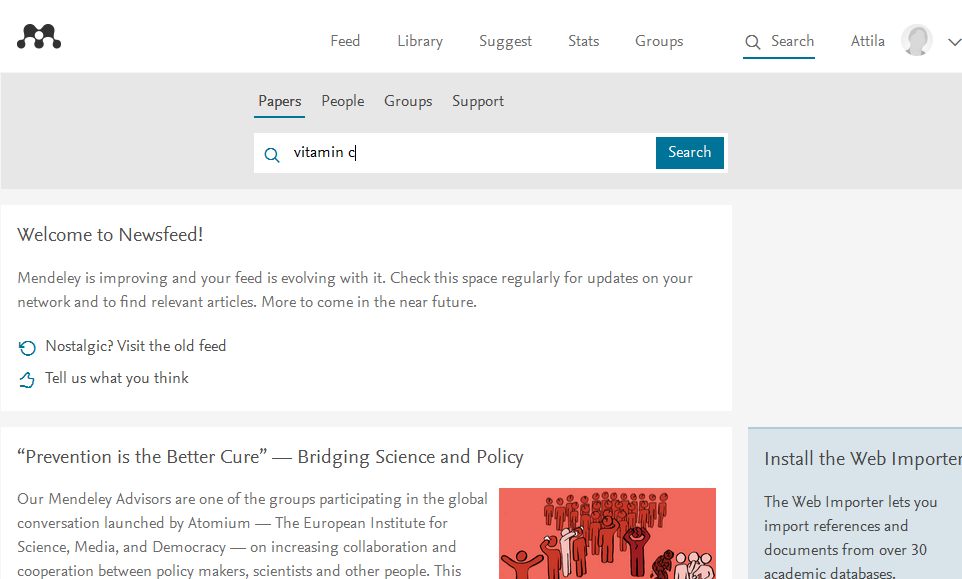 Feed Library Suggest Stats Groups Search Attila
Papers People Groups Support
vitamin c Search
Welcome to Newsfeed!
Mendeley is improving and your feed is evolving with it. Check this space regularly for updates on your
network and to find relevant articles. More to come in the near future.
Nostalgic? Visit the old feed
Tell us what you think
“Prevention is the Better Cure” — Bridging Science and Policy
Our Mendeley Advisors are one of the groups participating in the global
conversation launched by Atomium — The European Institute for
Science, Media, and Democracy — on increasing collaboration and
cooperation between policy makers, scientists and other people. This
Install the Web Importer
The Web Importer lets you
import references and
documents from over 30
academic databases.